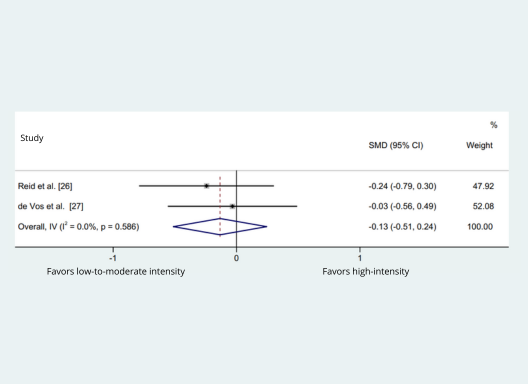 %
Study SMD (95% CI) Weight
Reid et al. [26] -0.24 (-0.79, 0.30) 47.92
de Vos et al. [27] -0.03 (-0.56, 0.49) 52.08
Overall, IV (I² = 0.0%, p = 0.586) -0.13 (-0.51, 0.24) 100.00
-1 0 1
Favors low-to-moderate intensity Favors high-intensity